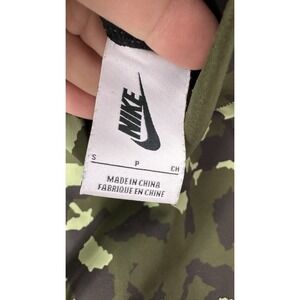 NIKE
S P CH
MADE IN CHINA
FABRIQUÉ EN CHINE